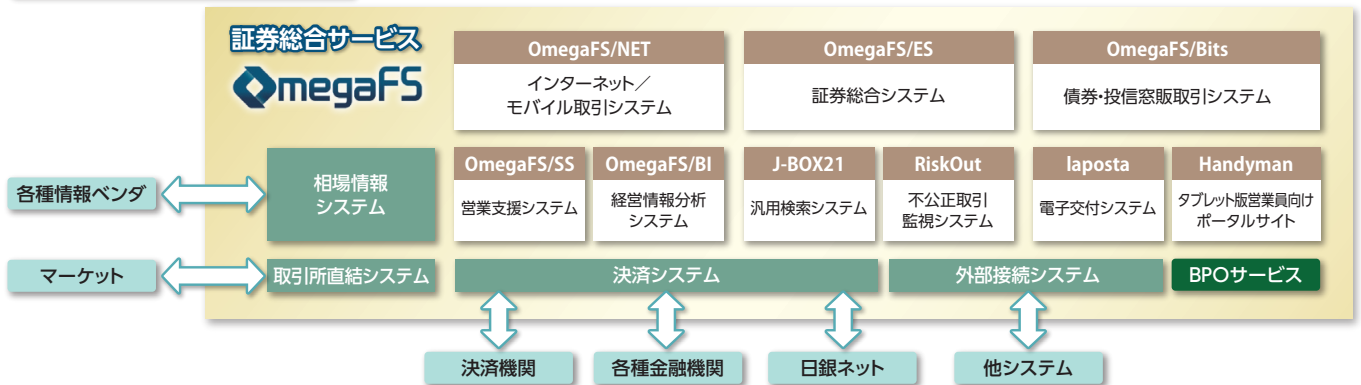 証券総合サービス
OmegaFS
OmegaFS/NET
インターネット／
モバイル取引システム
OmegaFS/ES
証券総合システム
OmegaFS/Bits
債券・投信窓販取引システム
各種情報ベンダ
相場情報
システム
OmegaFS/SS
営業支援システム
OmegaFS/BI
経営情報分析
システム
J-BOX21
汎用検索システム
RiskOut
不公正取引
監視システム
laposta
電子交付システム
Handyman
タブレット版営業員向け
ポータルサイト
マーケット
取引所直結システム
決済システム
外部接続システム
BPOサービス
決済機関
各種金融機関
日銀ネット
他システム